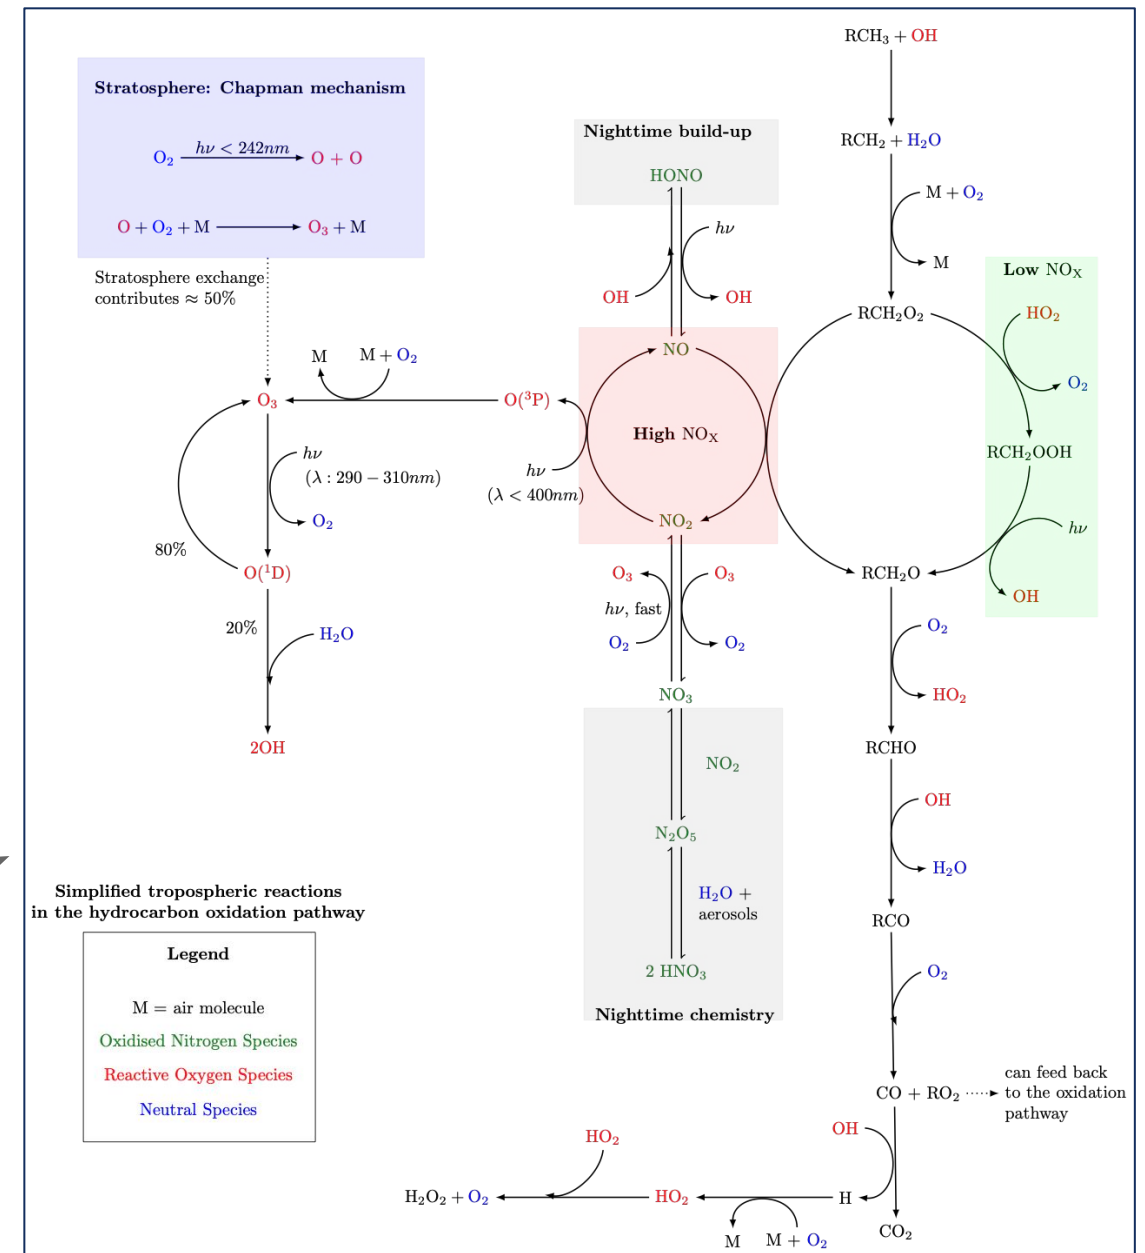 RCH₃ + OH
Stratosphere: Chapman mechanism
O₂ hν < 242nm O + O
O + O₂ + M O₃ + M
Stratosphere exchange
contributes ≈ 50%
Nighttime build-up
HONO
hν
OH OH
RCH₂ + H₂O
M + O₂
M
Low NOₓ
RCH₂O₂
HO₂
O₂
RCH₂OOH
hν
OH
NO
High NOₓ
NO₂
M M + O₂
O₃
O(³P)
hν
(λ < 400nm)
hν
(λ : 290 − 310nm)
O₂
80%
O(¹D)
20%
H₂O
2OH
O₃ O₃
hν, fast
O₂ O₂
NO₃
NO₂
N₂O₅
H₂O +
aerosols
2 HNO₃
Nighttime chemistry
RCH₂O
O₂
HO₂
RCHO
OH
H₂O
RCO
O₂
CO + RO₂
can feed back
to the oxidation
pathway
OH
HO₂
H₂O₂ + O₂ HO₂ H
M M + O₂
CO₂
Simplified tropospheric reactions
in the hydrocarbon oxidation pathway
Legend
M = air molecule
Oxidised Nitrogen Species
Reactive Oxygen Species
Neutral Species